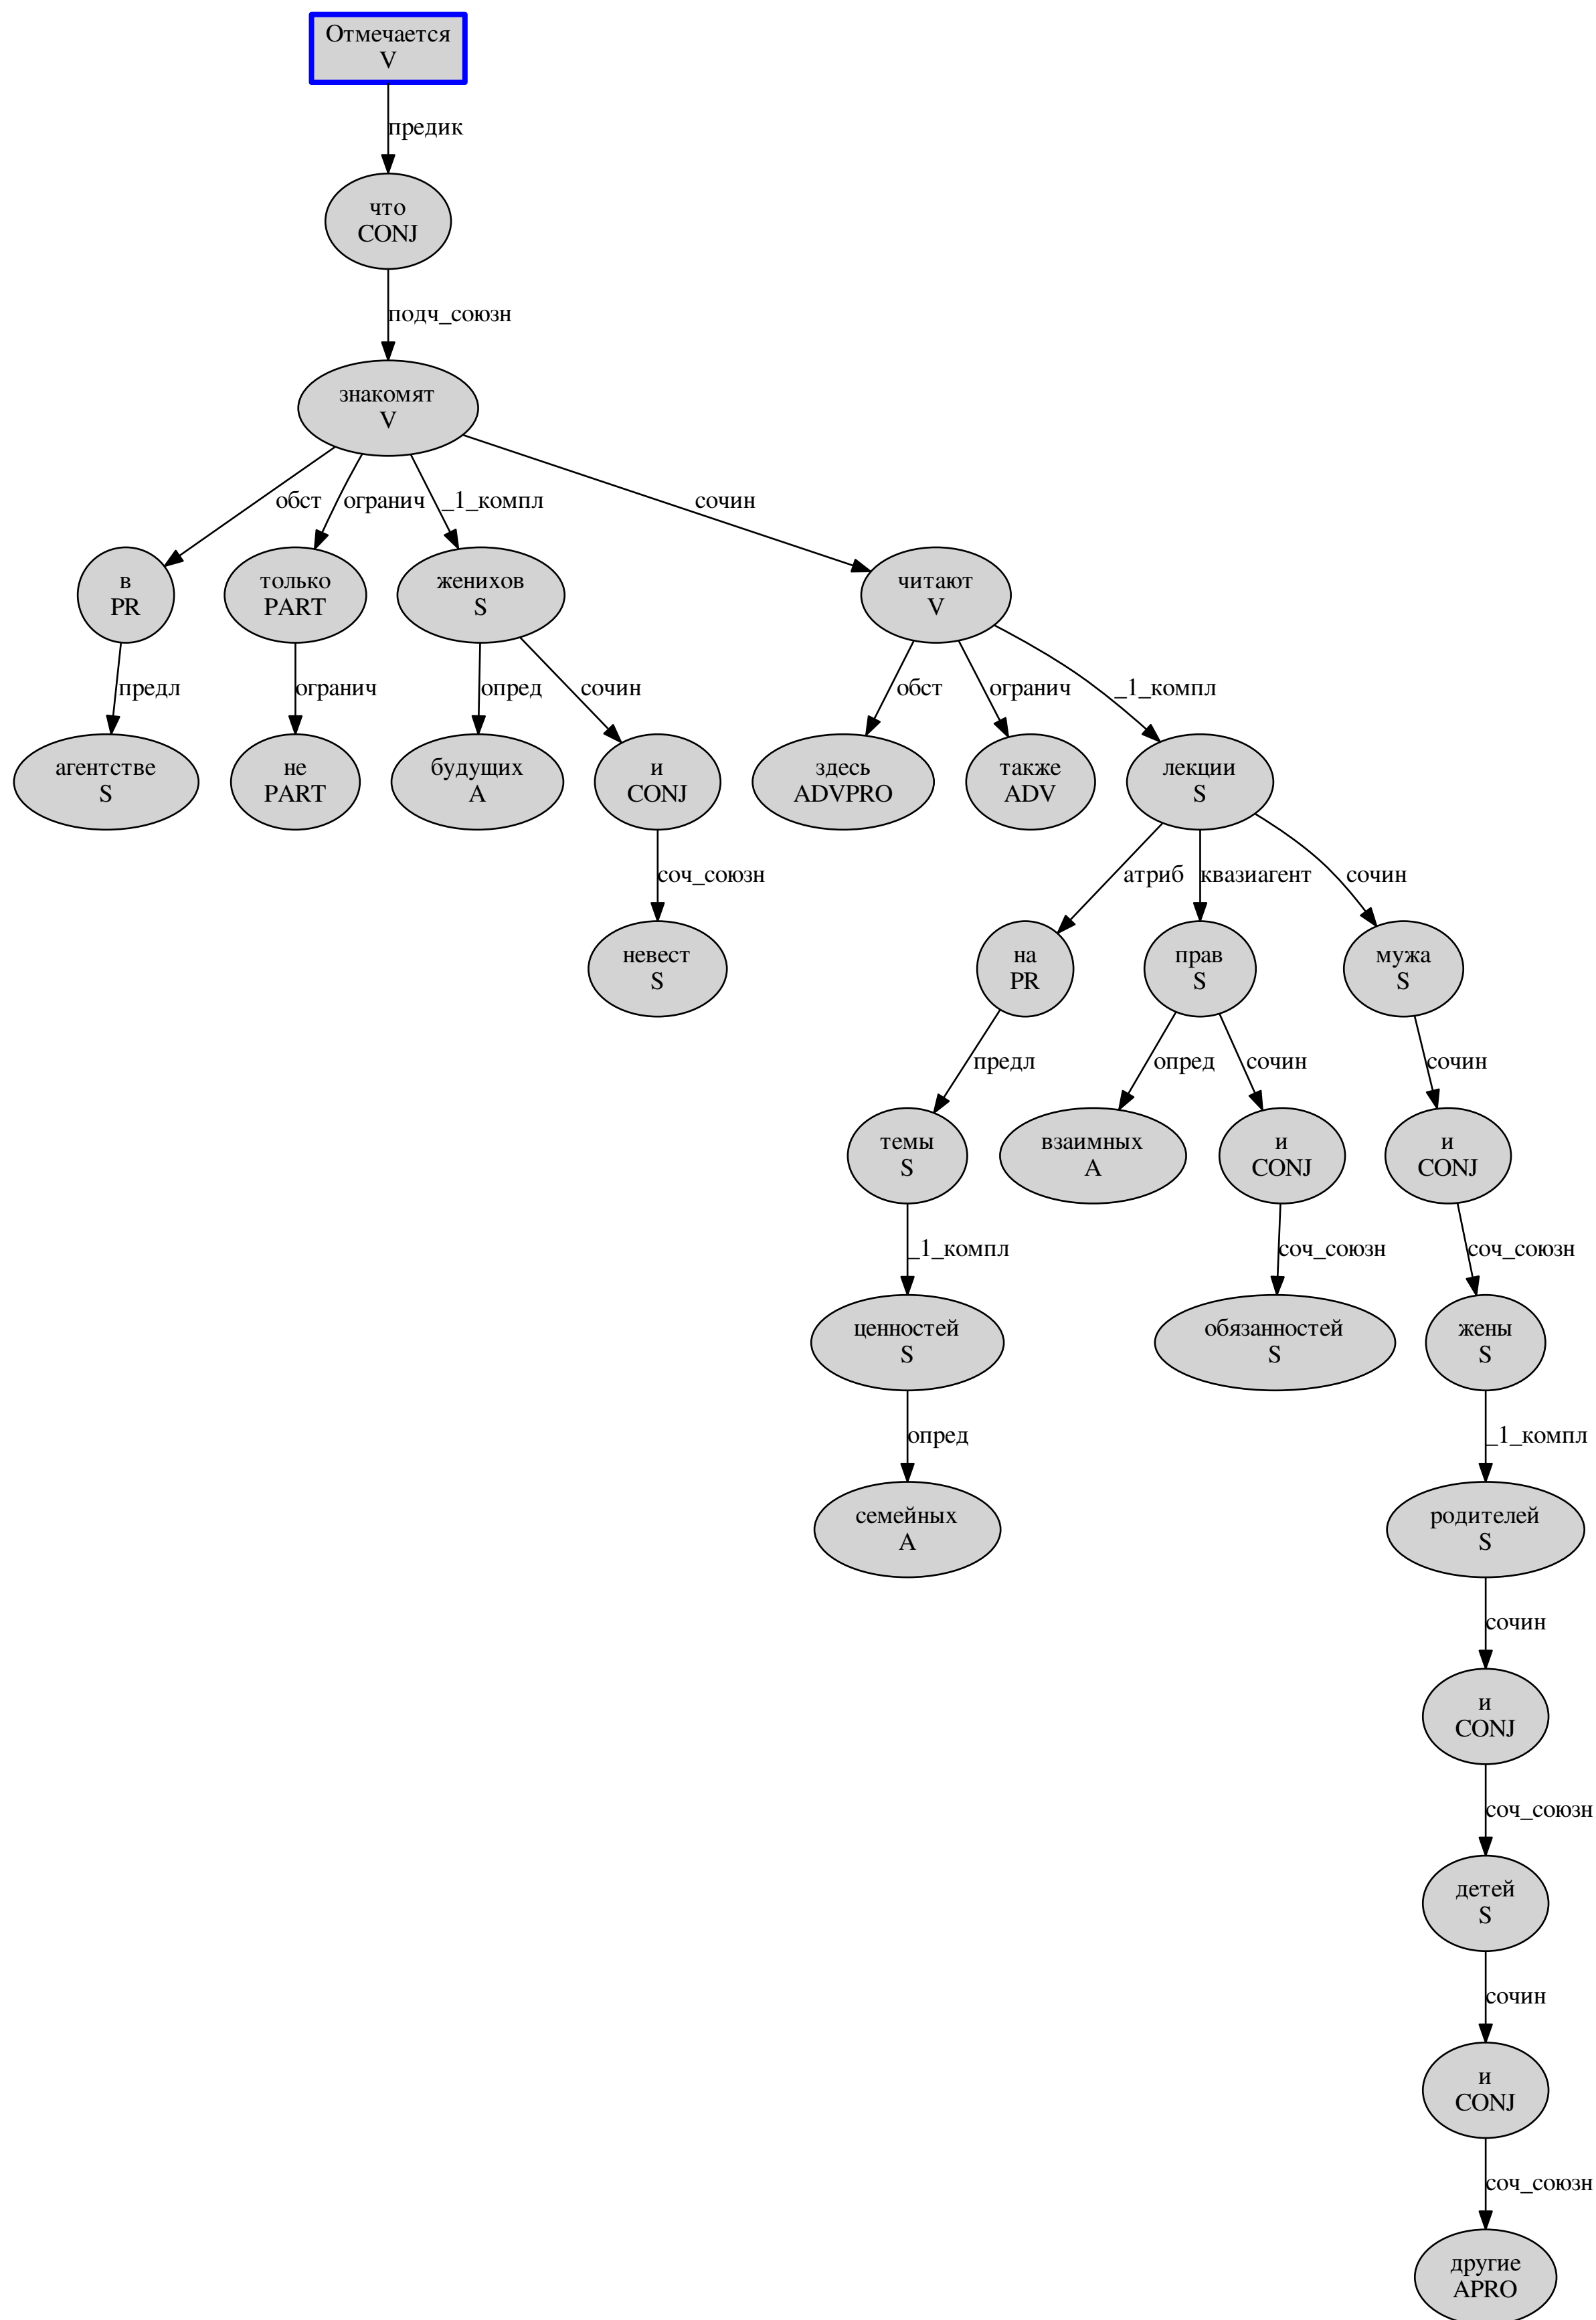 Отмечается
V
предик
что
CONJ
подч_союзн
знакомят
V
обст
огранич
_1_компл
сочин
в
PR
только
PART
женихов
S
читают
V
предл
огранич
опред
сочин
обст
огранич
_1_компл
агентстве
S
не
PART
будущих
A
и
CONJ
здесь
ADVPRO
также
ADV
лекции
S
соч_союзн
атриб
квазиагент
сочин
невест
S
на
PR
прав
S
мужа
S
предл
опред
сочин
сочин
темы
S
взаимных
A
и
CONJ
и
CONJ
_1_компл
соч_союзн
соч_союзн
ценностей
S
обязанностей
S
жены
S
опред
_1_компл
семейных
A
родителей
S
сочин
и
CONJ
соч_союзн
детей
S
сочин
и
CONJ
соч_союзн
другие
APRO